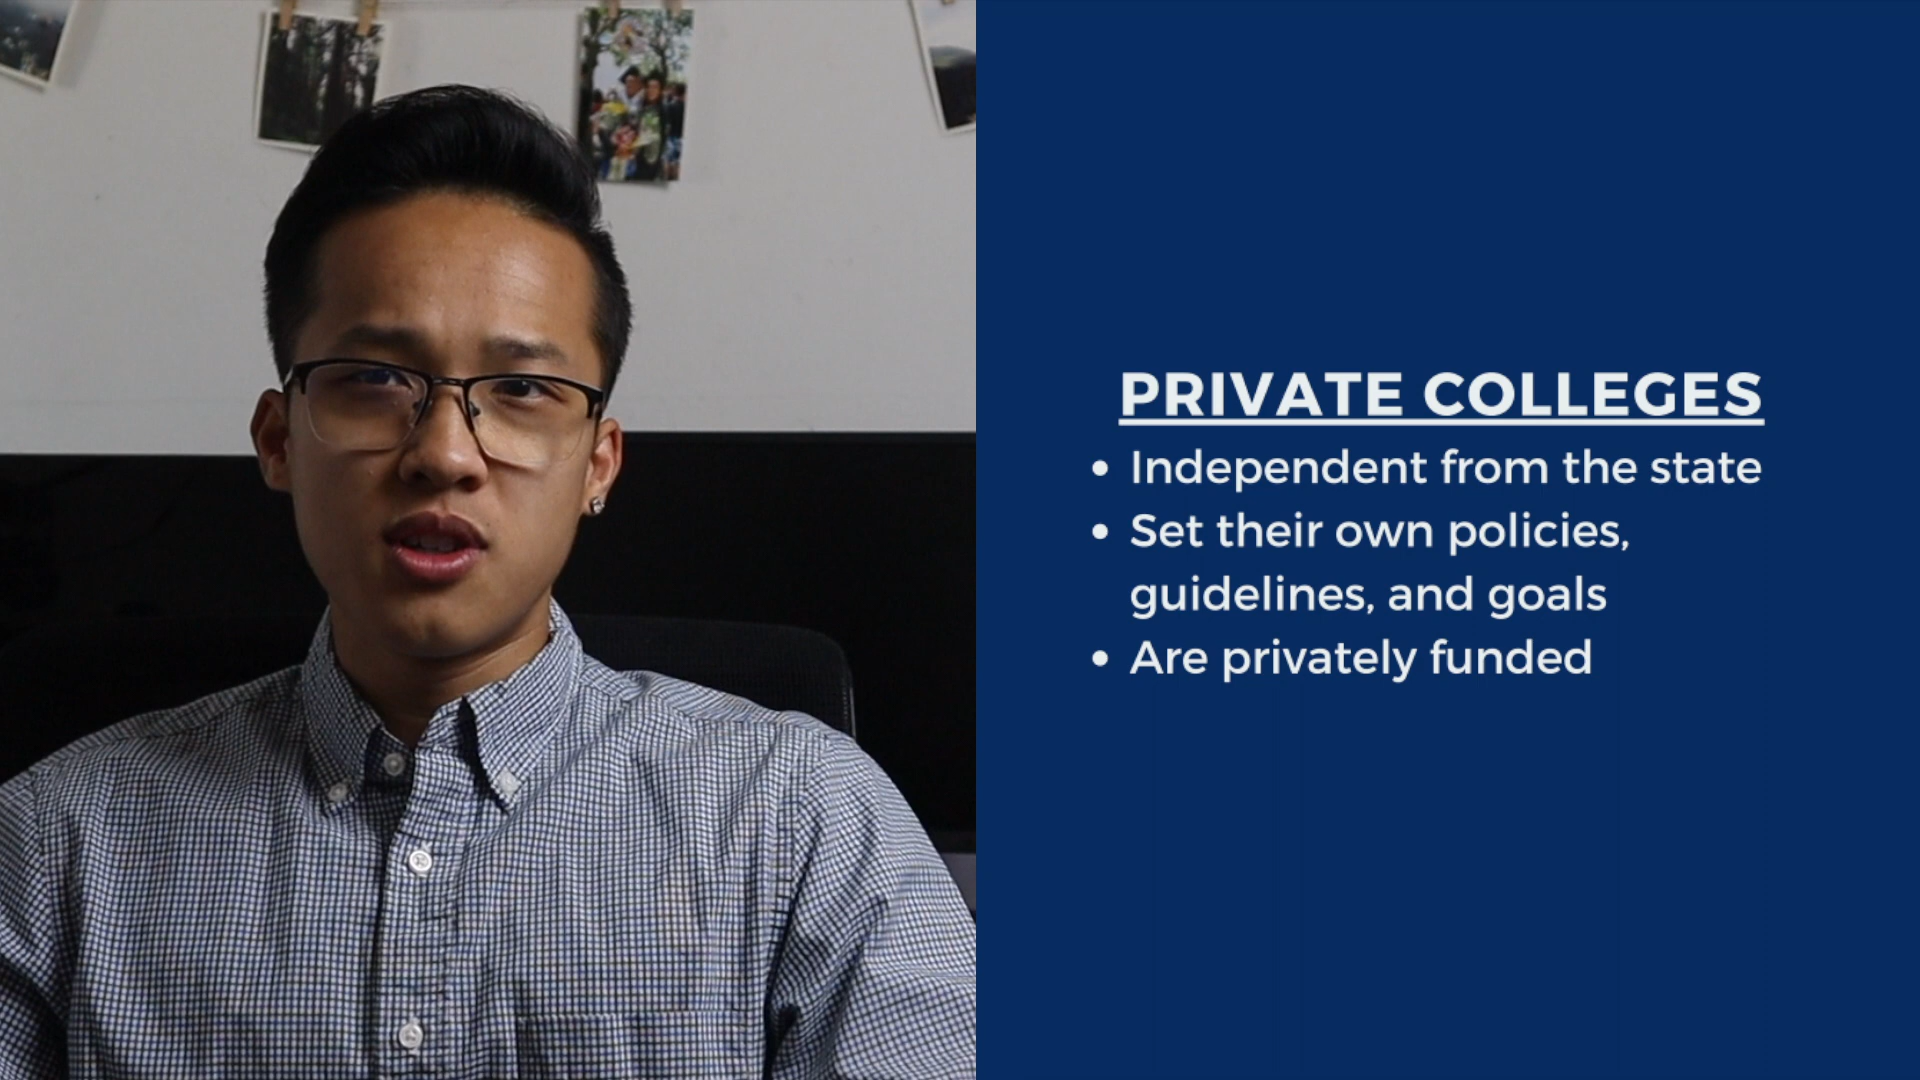 PRIVATE COLLEGES
• Independent from the state
• Set their own policies,
guidelines, and goals
• Are privately funded